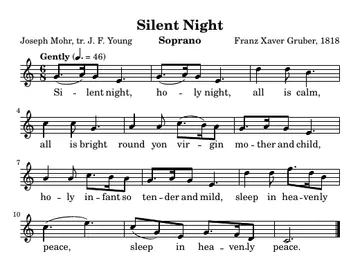 Silent Night
Joseph Mohr, tr. J. F. Young Soprano Franz Xaver Gruber, 1818
Gently (♩. = 46)
6/8
Si - lent night, ho - ly night, all is calm,
4
all is bright round yon vir - gin mo - ther and child,
7
ho - ly in - fant so ten - der and mild, sleep in hea - venly
10
peace, sleep in hea - ven.ly peace.